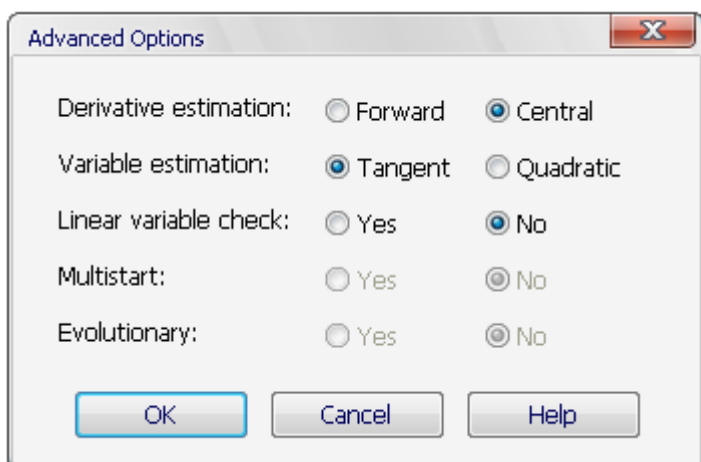 Advanced Options
Derivative estimation: Forward Central
Variable estimation: Tangent Quadratic
Linear variable check: Yes No
Multistart: Yes No
Evolutionary: Yes No
OK Cancel Help